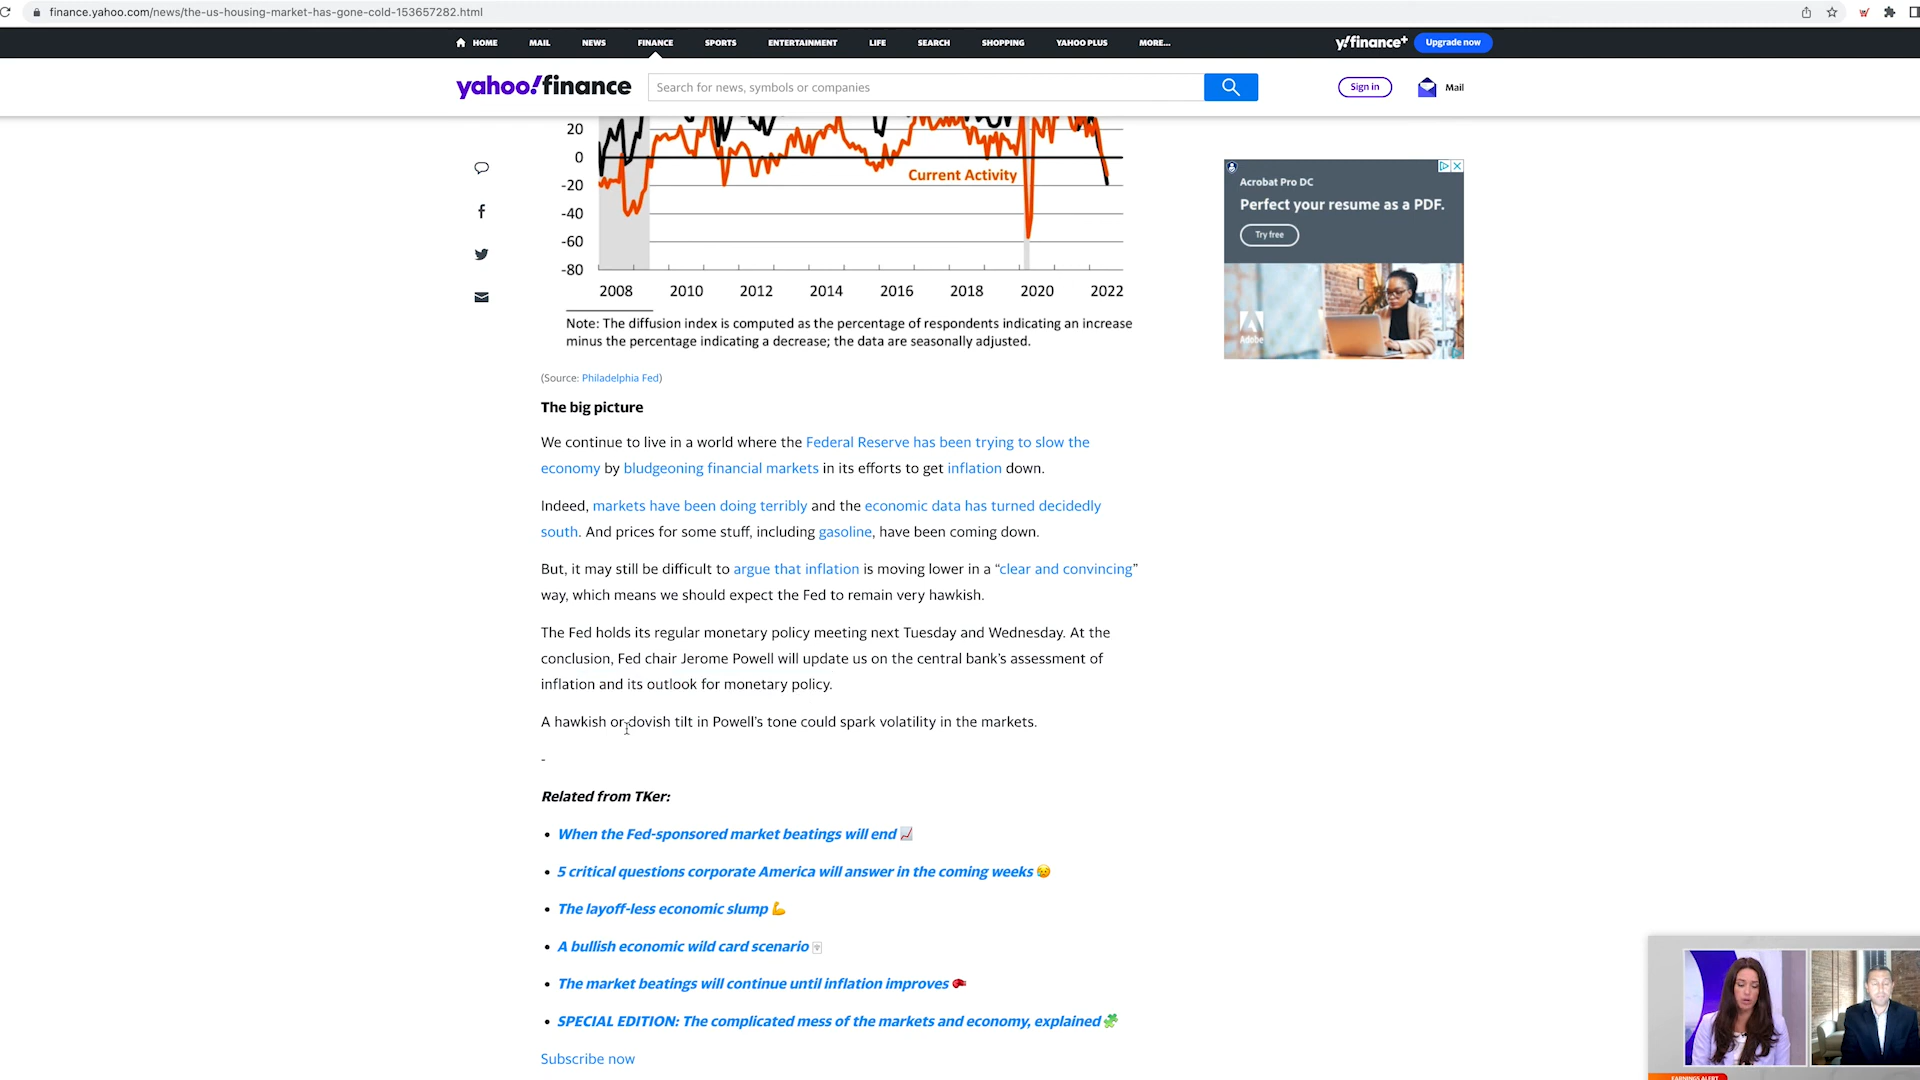 finance.yahoo.com/news/the-us-housing-market-has-gone-cold-153657282.html
HOME MAIL NEWS FINANCE SPORTS ENTERTAINMENT LIFE SEARCH SHOPPING YAHOO PLUS MORE... y!finance+ Upgrade now
yahoo!finance Search for news, symbols or companies Sign in Mail
20
0
-20
-40
-60
-80
Current Activity
2008 2010 2012 2014 2016 2018 2020 2022
Note: The diffusion index is computed as the percentage of respondents indicating an increase
minus the percentage indicating a decrease; the data are seasonally adjusted.
Acrobat Pro DC
Perfect your resume as a PDF.
Try free
Adobe
(Source: Philadelphia Fed)
The big picture
We continue to live in a world where the Federal Reserve has been trying to slow the
economy by bludgeoning financial markets in its efforts to get inflation down.
Indeed, markets have been doing terribly and the economic data has turned decidedly
south. And prices for some stuff, including gasoline, have been coming down.
But, it may still be difficult to argue that inflation is moving lower in a “clear and convincing”
way, which means we should expect the Fed to remain very hawkish.
The Fed holds its regular monetary policy meeting next Tuesday and Wednesday. At the
conclusion, Fed chair Jerome Powell will update us on the central bank’s assessment of
inflation and its outlook for monetary policy.
A hawkish or dovish tilt in Powell’s tone could spark volatility in the markets.
-
Related from TKer:
• When the Fed-sponsored market beatings will end 📈
• 5 critical questions corporate America will answer in the coming weeks 😥
• The layoff-less economic slump 💪
• A bullish economic wild card scenario 🃏
• The market beatings will continue until inflation improves 🥊
• SPECIAL EDITION: The complicated mess of the markets and economy, explained 🧩
Subscribe now
EARNINGS ALERT